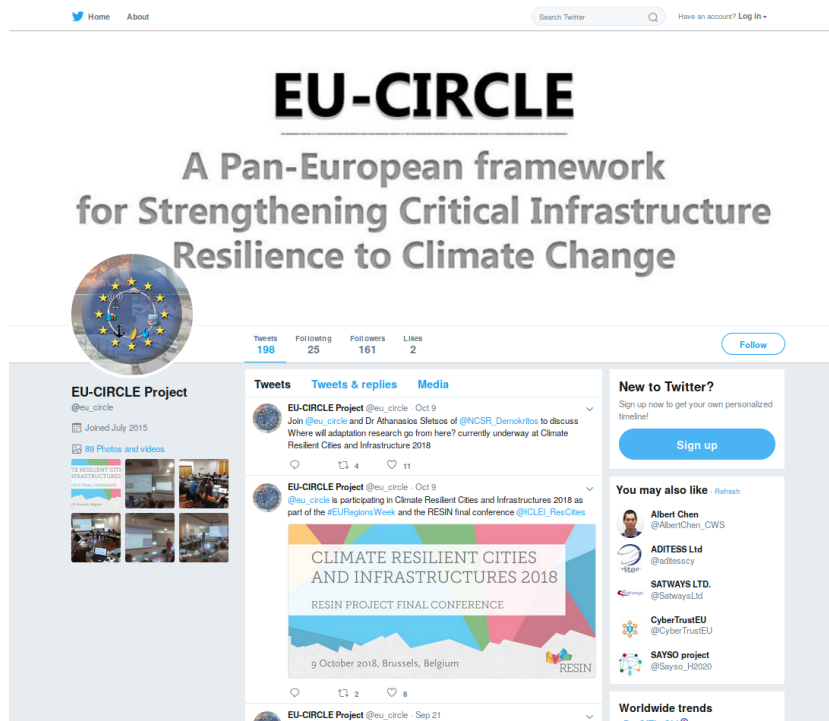 Home About Search Twitter Have an account? Log in
EU-CIRCLE
A Pan-European framework
for Strengthening Critical Infrastructure
Resilience to Climate Change
Tweets Following Followers Likes
198 25 161 2
Follow
EU-CIRCLE Project
@eu_circle
Joined July 2015
89 Photos and videos
Tweets Tweets & replies Media
EU-CIRCLE Project @eu_circle · Oct 9
Join @eu_circle and Dr Athanasios Sfetsos of @NCSR_Demokritos to discuss
Where will adaptation research go from here? currently underway at Climate
Resilient Cities and Infrastructure 2018
4 11
EU-CIRCLE Project @eu_circle · Oct 9
@eu_circle is participating in Climate Resilient Cities and Infrastructures 2018 as
part of the #EURegionsWeek and the RESIN final conference @ICLEI_ResCities
CLIMATE RESILIENT CITIES
AND INFRASTRUCTURES 2018
RESIN PROJECT FINAL CONFERENCE
9 October 2018, Brussels, Belgium
RESIN
2 8
EU-CIRCLE Project @eu_circle · Sep 21
New to Twitter?
Sign up now to get your own personalized
timeline!
Sign up
You may also like · Refresh
Albert Chen
@AlbertChen_CWS
ADITESS Ltd
@aditesscy
SATWAYS LTD.
@SatwaysLtd
CyberTrustEU
@CyberTrustEU
SAYSO project
@Sayso_H2020
Worldwide trends